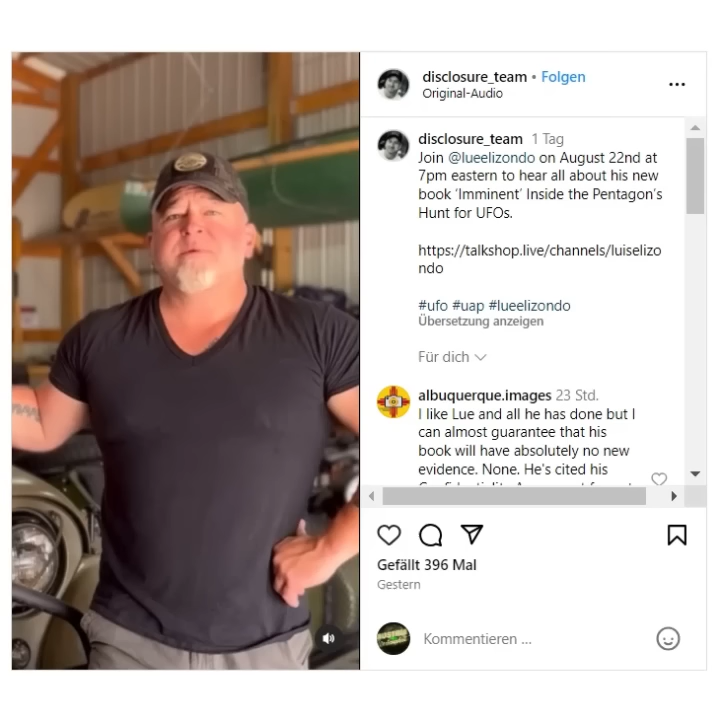 disclosure_team • Folgen
Original-Audio
disclosure_team 1 Tag
Join @lueelizondo on August 22nd at
7pm eastern to hear all about his new
book ‘Imminent’ Inside the Pentagon’s
Hunt for UFOs.
https://talkshop.live/channels/luiselizo
ndo
#ufo #uap #lueelizondo
Übersetzung anzeigen
Für dich
albuquerque.images 23 Std.
I like Lue and all he has done but I
can almost guarantee that his
book will have absolutely no new
evidence. None. He's cited his
Gefällt 396 Mal
Gestern
Kommentieren ...